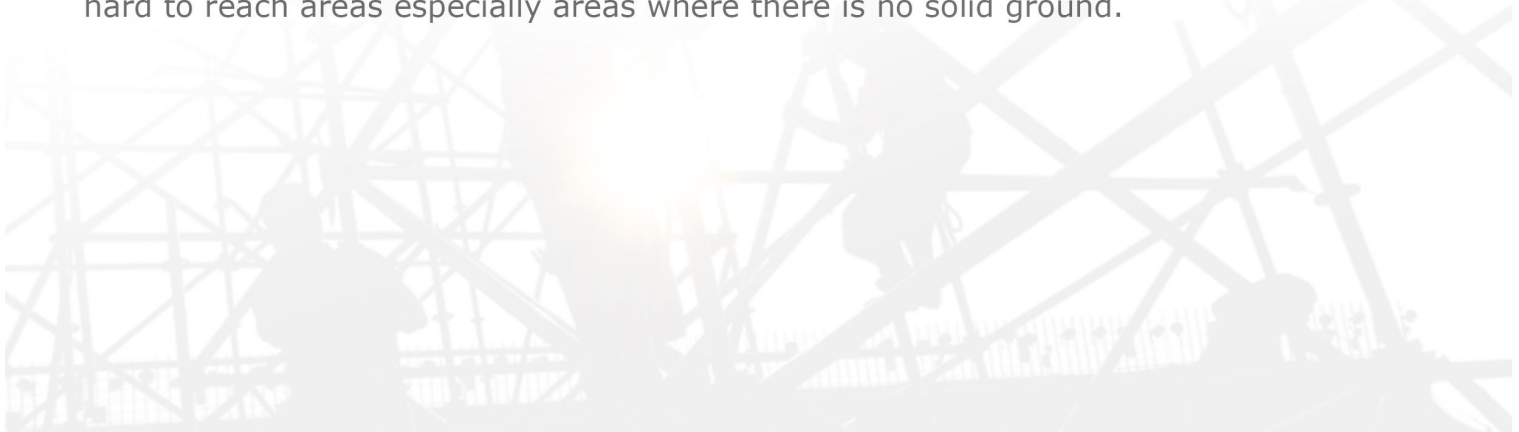 hard to reach areas especially areas where there is no solid ground.